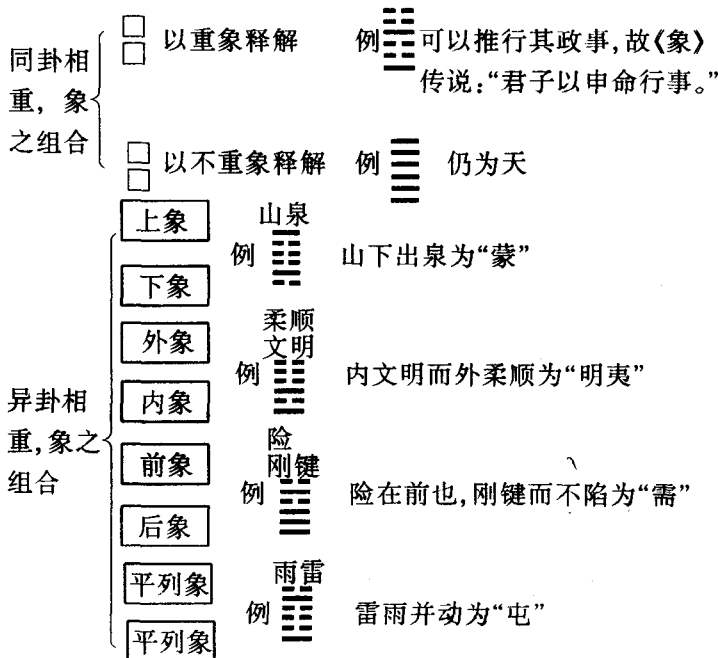 同卦相重，象之组合
以重象释解 例 可以推行其政事，故《象》
传说：“君子以申命行事。”
以不重象释解 例 仍为天
异卦相重，象之组合
上象
下象
山泉
例 山下出泉为“蒙”
外象
内象
柔顺
文明
例 内文明而外柔顺为“明夷”
前象
后象
险
刚键
例 险在前也，刚键而不陷为“需”
平列象
平列象
雨雷
例 雷雨并动为“屯”